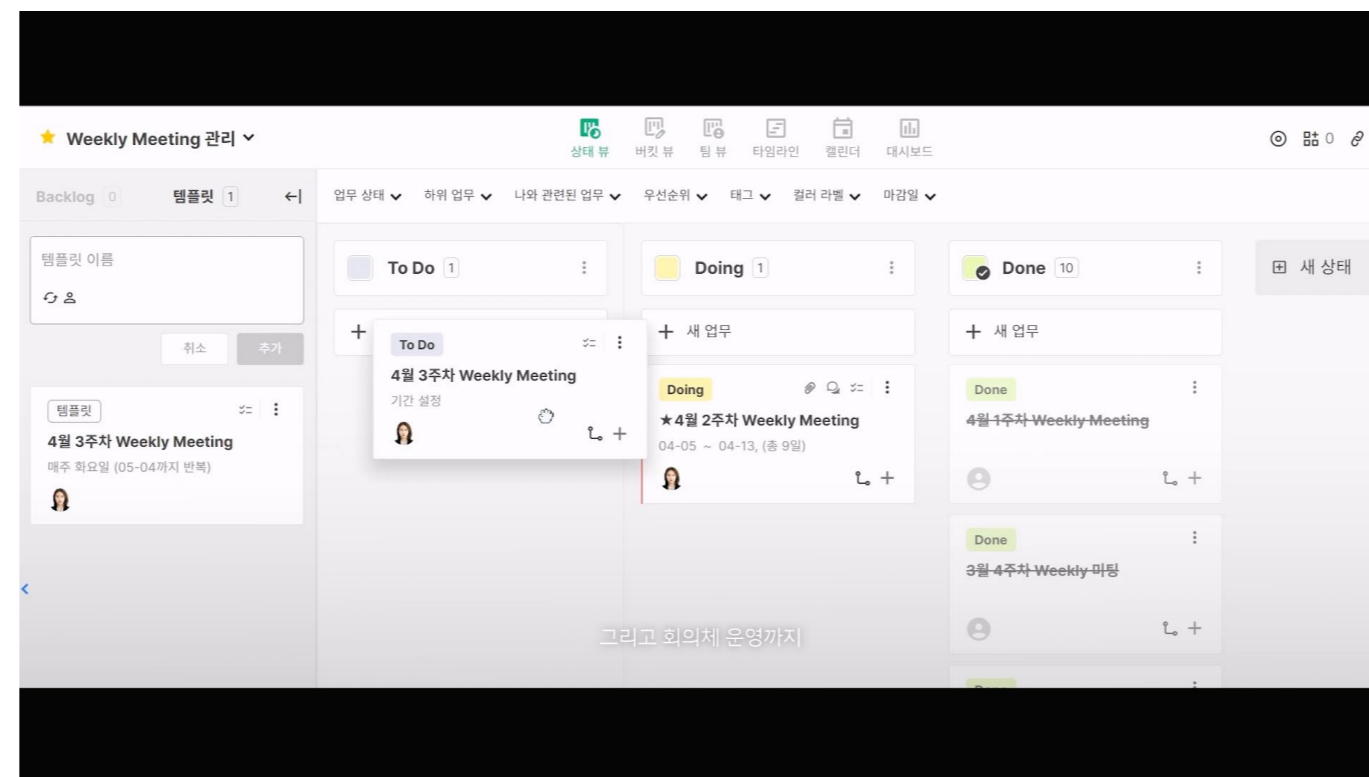 Weekly Meeting 관리
상태 뷰
버킷 뷰
팀 뷰
타임라인
캘린더
대시보드
0
Backlog 0
템플릿 1
업무 상태
하위 업무
나와 관련된 업무
우선순위
태그
컬러 라벨
마감일
템플릿 이름
취소
추가
템플릿
4월 3주차 Weekly Meeting
매주 화요일 (05-04까지 반복)
To Do 1
To Do
4월 3주차 Weekly Meeting
기간 설정
Doing 1
+ 새 업무
Doing
★4월 2주차 Weekly Meeting
04-05 ~ 04-13, (총 9일)
Done 10
+ 새 업무
Done
4월 1주차 Weekly Meeting
Done
3월 4주차 Weekly 미팅
새 상태
그리고 회의체 운영까지